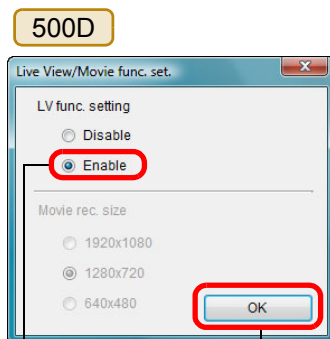 500D
Live View/Movie func. set.
LV func. setting
Disable
Enable
Movie rec. size
1920x1080
1280x720
640x480
OK